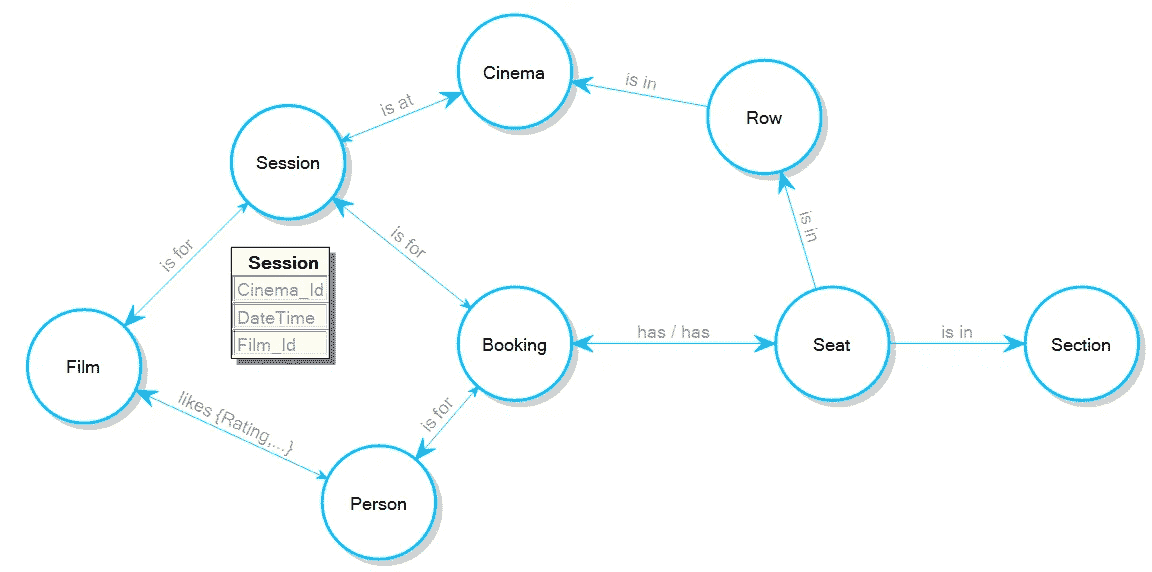 Cinema
is in
Row
is at
Session
is in
is for
is for
Session
Cinema_Id
DateTime
Film_Id
Film
Booking
has / has
Seat
is in
Section
likes {Rating,...}
is for
Person